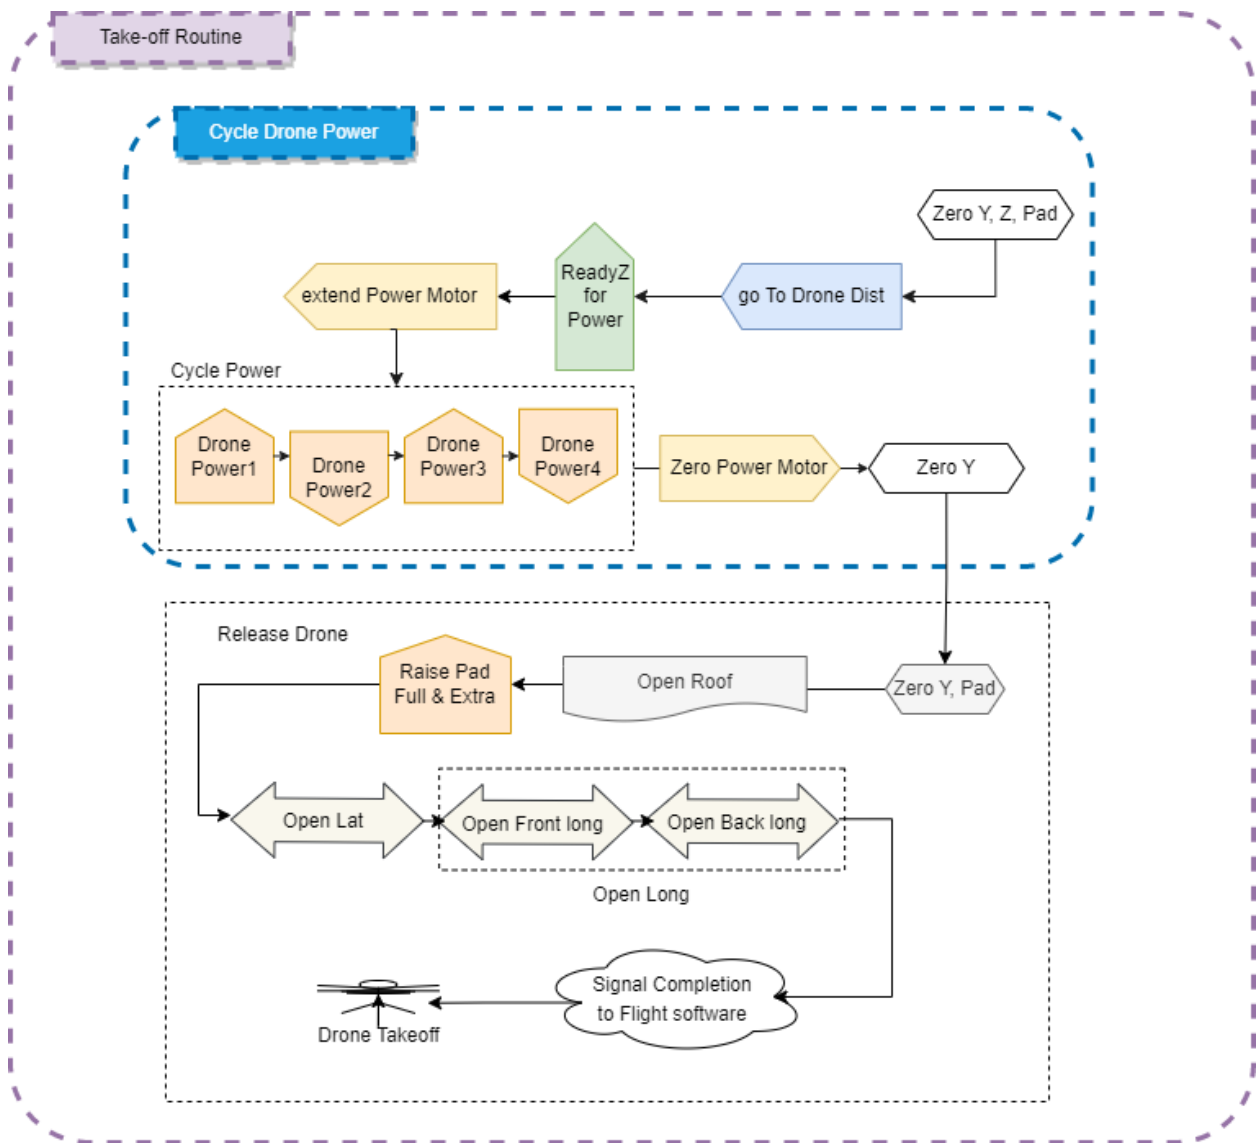 Take-off Routine
Cycle Drone Power
Zero Y, Z, Pad
go To Drone Dist
ReadyZ
for
Power
extend Power Motor
Cycle Power
Drone
Power1
Drone
Power2
Drone
Power3
Drone
Power4
Zero Power Motor
Zero Y
Release Drone
Zero Y, Pad
Open Roof
Raise Pad
Full & Extra
Open Lat
Open Front long
Open Back long
Open Long
Signal Completion
to Flight software
Drone Takeoff